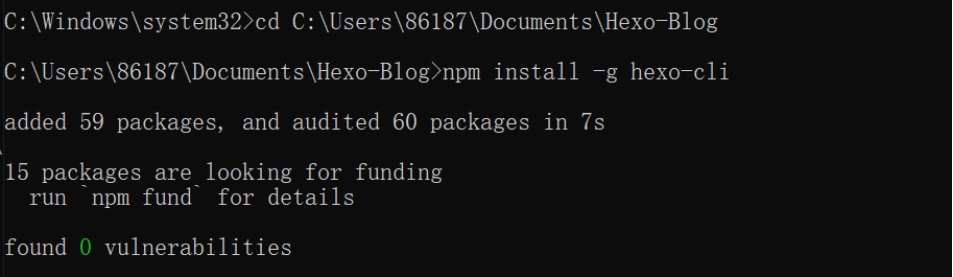 C:\Windows\system32>cd C:\Users\86187\Documents\Hexo-Blog
C:\Users\86187\Documents\Hexo-Blog>npm install -g hexo-cli
added 59 packages, and audited 60 packages in 7s
15 packages are looking for funding
  run `npm fund` for details
found 0 vulnerabilities